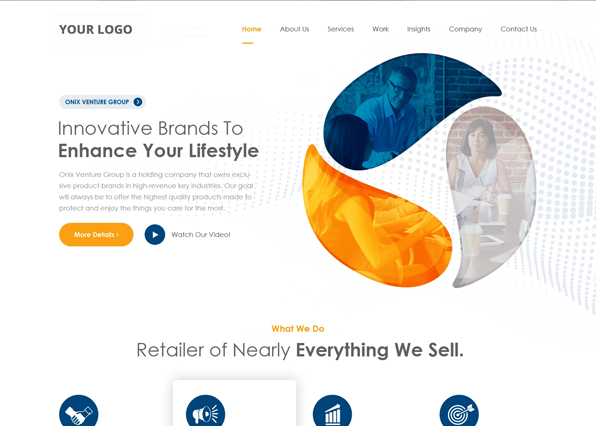 YOUR LOGO
Home About Us Services Work Insights Company Contact Us
ONIX VENTURE GROUP
Innovative Brands To
Enhance Your Lifestyle
Onix Venture Group is a holding company that owns exclu-
sive product brands in high-revenue key industries. Our goal
will always be to offer the highest quality products made to
protect and enjoy the things you care for the most.
More Details ›
Watch Our Video!
What We Do
Retailer of Nearly Everything We Sell.